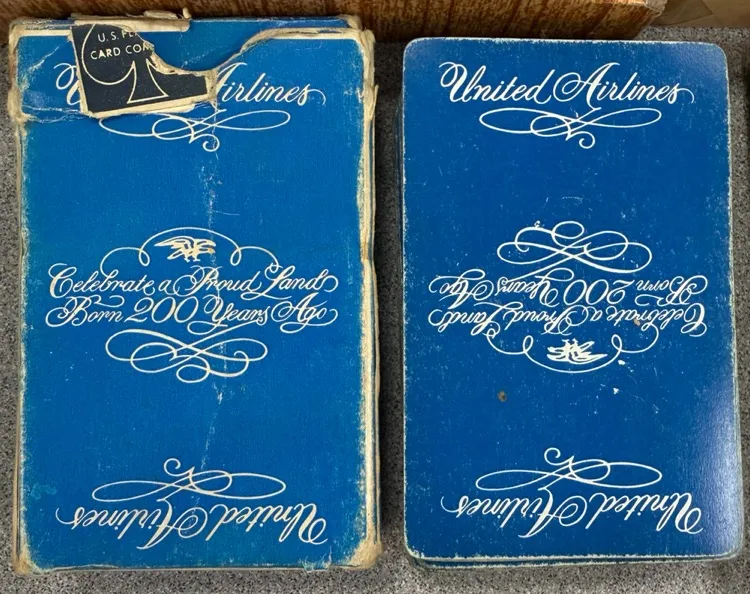 U.S. PL
CARD CO
Airlines
Celebrate a Proud Land
Born 200 Years Ago
United Airlines
United Airlines
Celebrate a Proud Land
Born 200 Years Ago
United Airlines